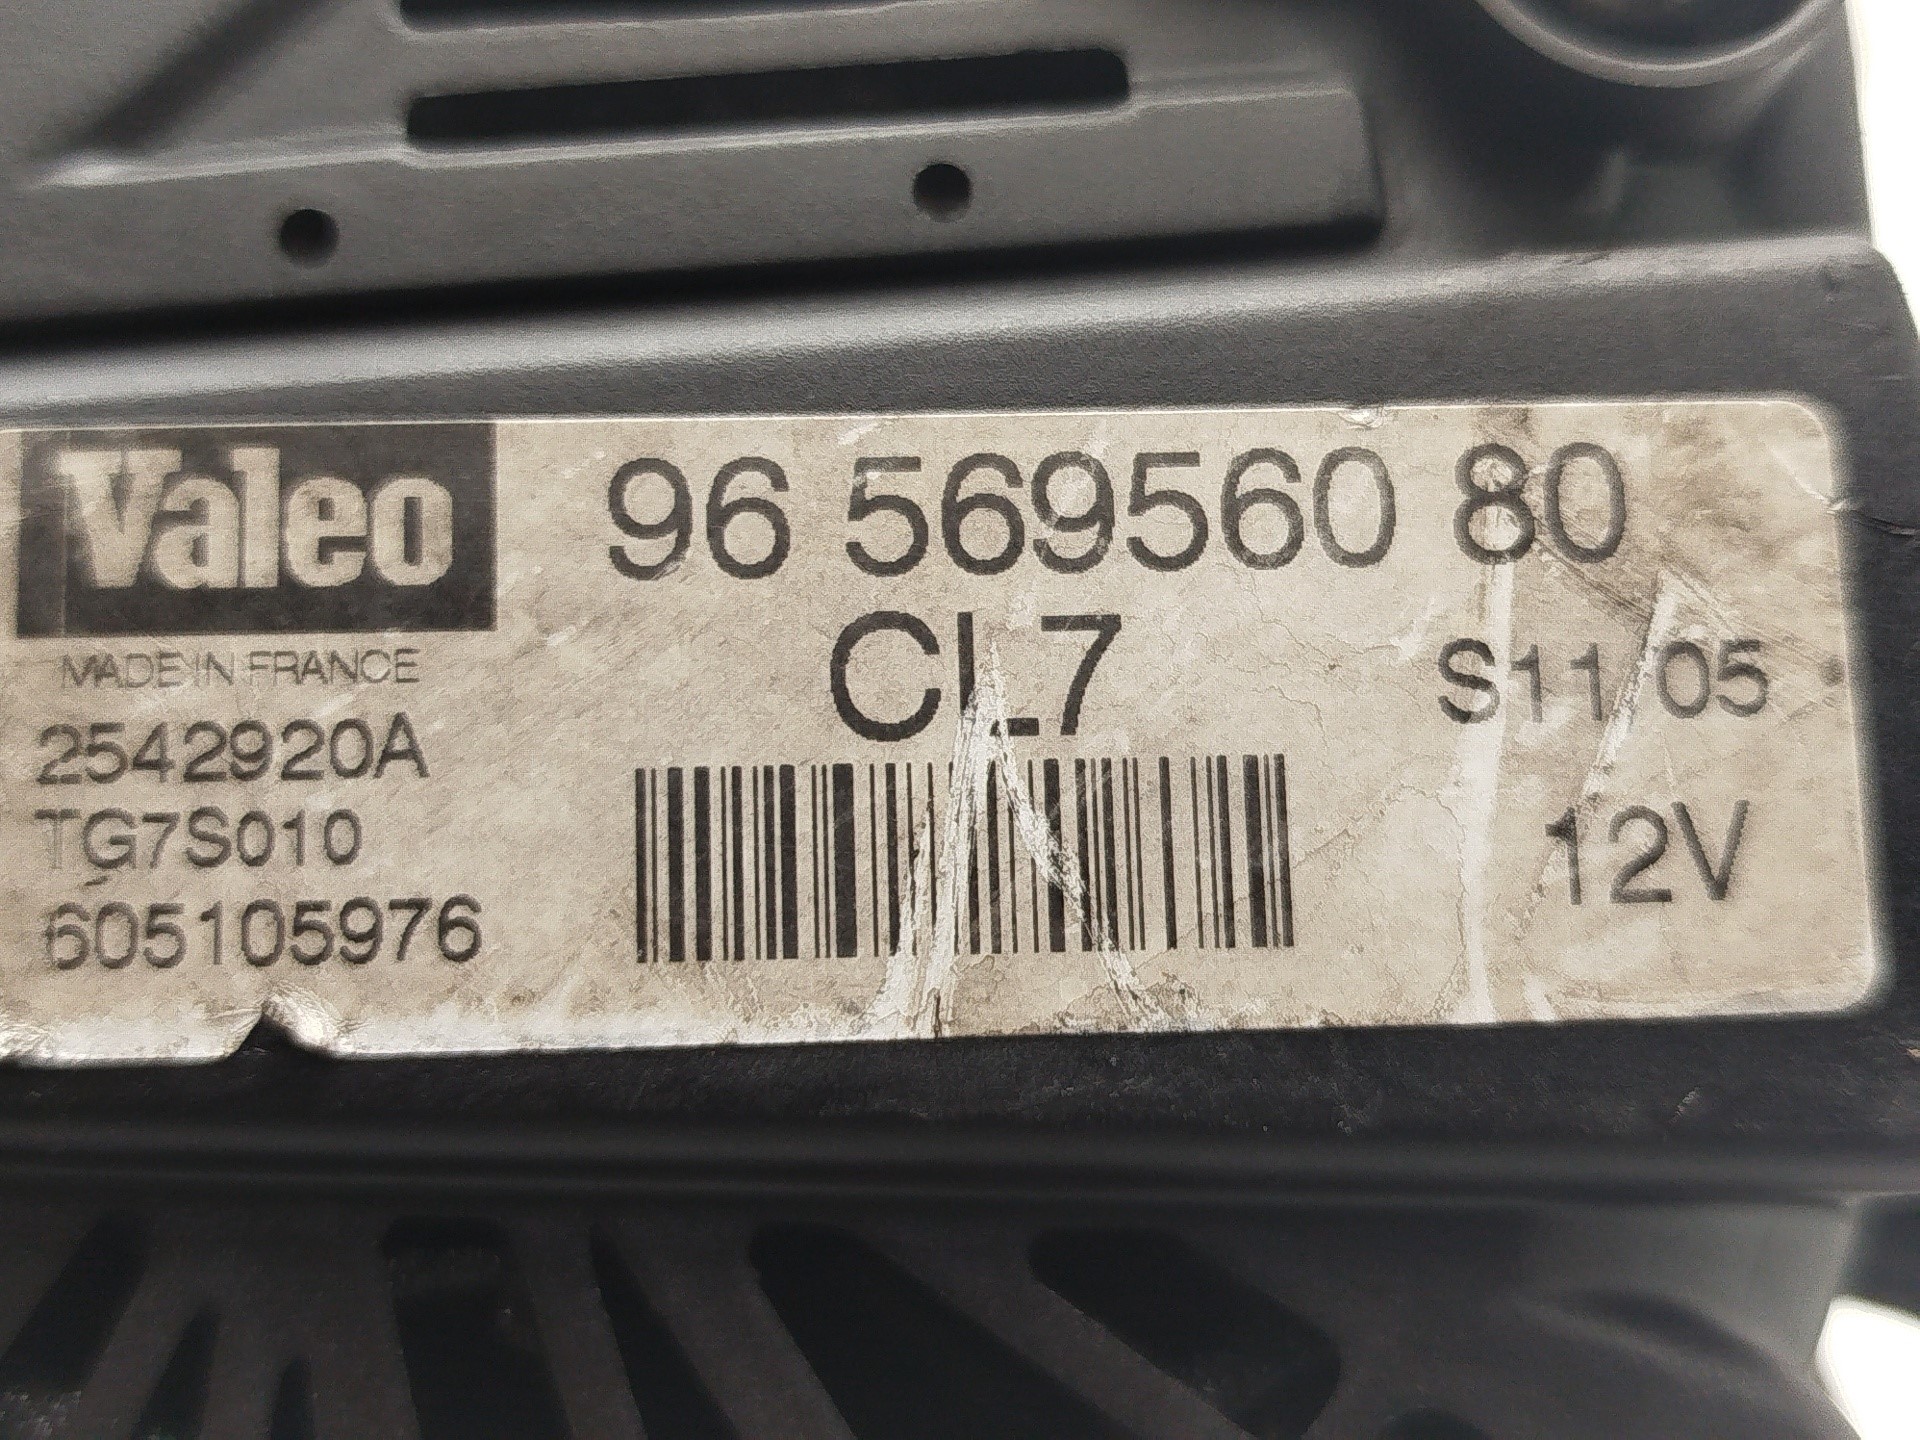 Valeo
MADE IN FRANCE
2542920A
TG7S010
605105976
96 569560 80
CL7
S11 05
12V